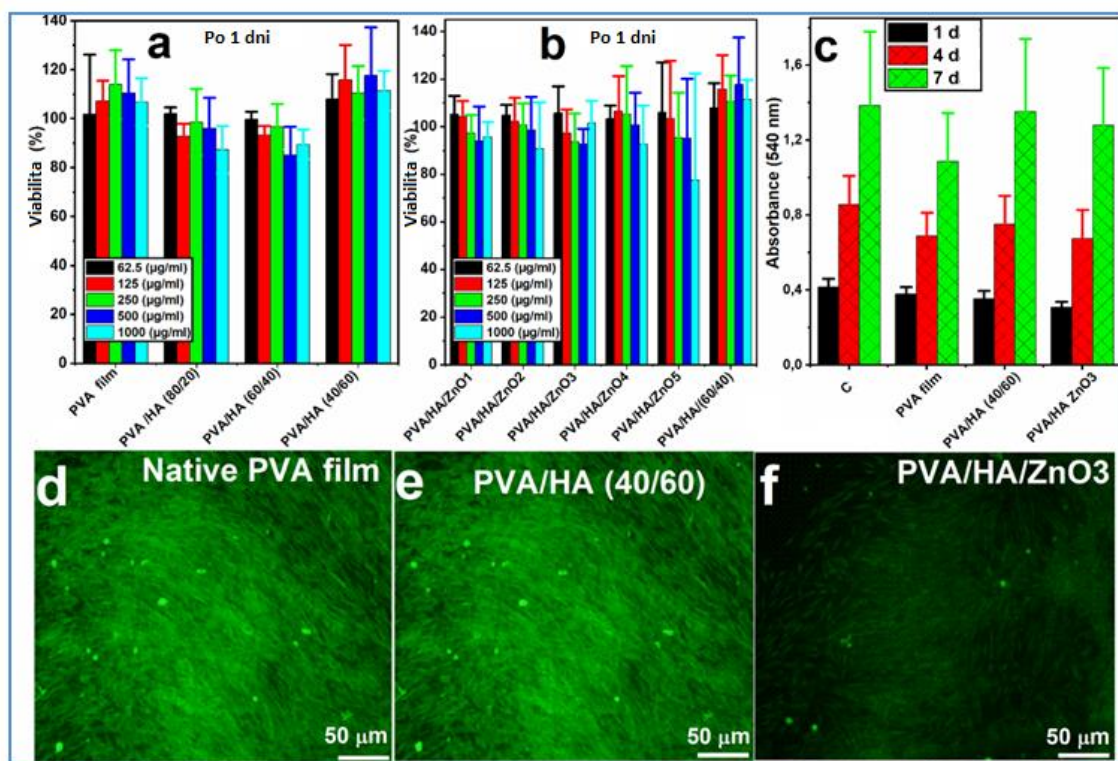 a
Po 1 dni
Viabilita (%)
140
120
100
80
60
40
20
0
62.5 (µg/ml)
125 (µg/ml)
250 (µg/ml)
500 (µg/ml)
1000 (µg/ml)
PVA film
PVA /HA (80/20)
PVA/HA (60/40)
PVA/HA (40/60)
b
Po 1 dni
Viabilita (%)
140
120
100
80
60
40
20
0
62.5 (µg/ml)
125 (µg/ml)
250 (µg/ml)
500 (µg/ml)
1000 (µg/ml)
PVA/HA/ZnO1
PVA/HA/ZnO2
PVA/HA/ZnO3
PVA/HA/ZnO4
PVA/HA/ZnO5
PVA/HA/(60/40)
c
1 d
4 d
7 d
Absorbance (540 nm)
1,6
1,2
0,8
0,4
0,0
C
PVA film
PVA/HA (40/60)
PVA/HA ZnO3
d
Native PVA film
50 µm
e
PVA/HA (40/60)
50 µm
f
PVA/HA/ZnO3
50 µm